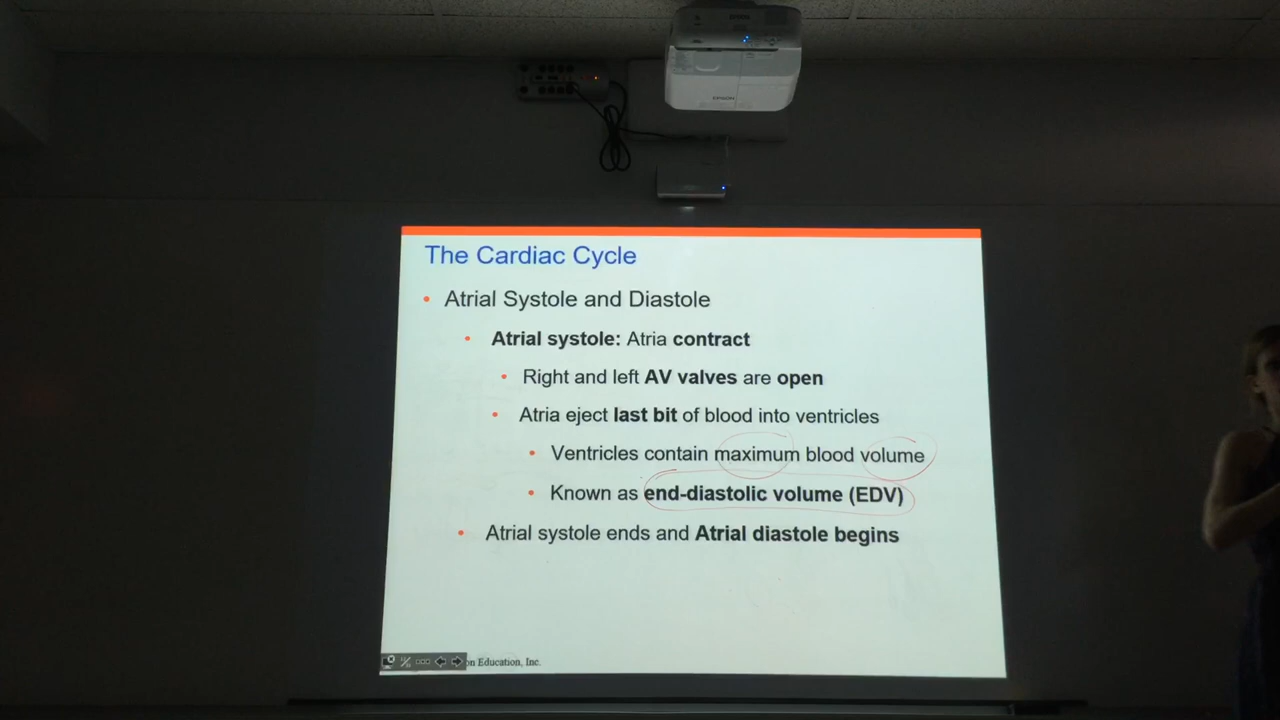 EPSON
The Cardiac Cycle
• Atrial Systole and Diastole
• Atrial systole: Atria contract
• Right and left AV valves are open
• Atria eject last bit of blood into ventricles
• Ventricles contain maximum blood volume
• Known as end-diastolic volume (EDV)
• Atrial systole ends and Atrial diastole begins
on Education, Inc.